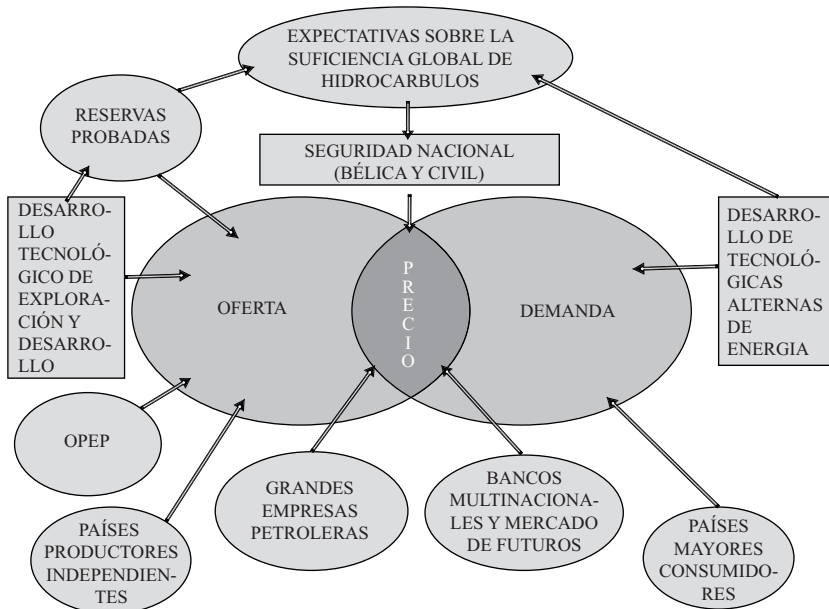 EXPECTATIVAS SOBRE LA
SUFICIENCIA GLOBAL DE
HIDROCARBULOS
RESERVAS
PROBADAS
SEGURIDAD NACIONAL
(BÉLICA Y CIVIL)
DESARRO-
LLO
TECNOLÓ-
GICO DE
EXPLORA-
CIÓN Y
DESARRO-
LLO
OFERTA
PRECIO
DEMANDA
DESARRO-
LLO DE
TECNOLÓ-
GICAS
ALTERNAS
DE
ENERGIA
OPEP
PAÍSES
PRODUCTORES
INDEPENDIEN-
TES
GRANDES
EMPRESAS
PETROLERAS
BANCOS
MULTINACIONA-
LES Y MERCADO
DE FUTUROS
PAÍSES
MAYORES
CONSUMIDO-
RES